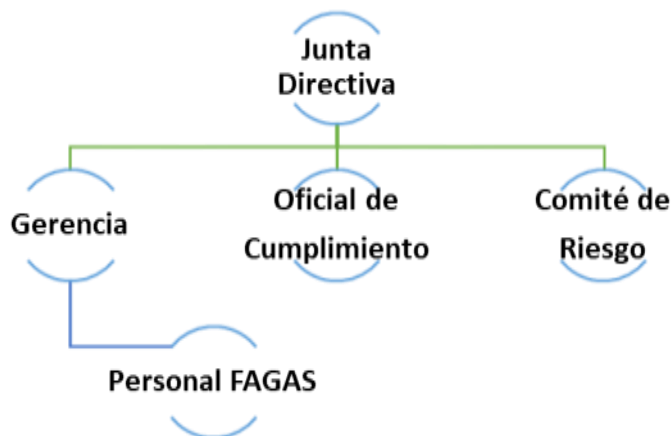 Junta
Directiva
Gerencia
Oficial de
Cumplimiento
Comité de
Riesgo
Personal FAGAS